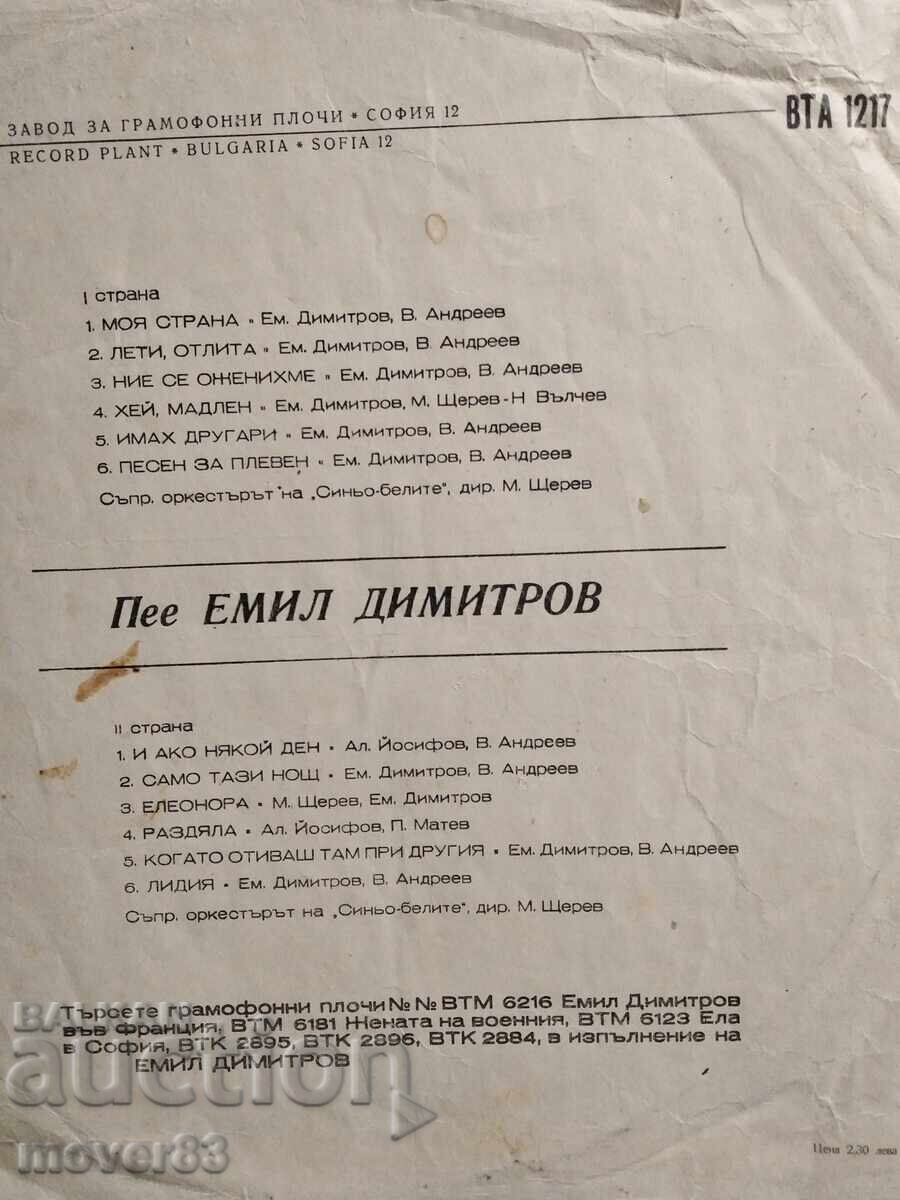 ЗАВОД ЗА ГРАМОФОННИ ПЛОЧИ * СОФИЯ 12
ВТА 1217
RECORD PLANT * BULGARIA * SOFIA 12
I страна
1. МОЯ СТРАНА " Ем. Димитров, В. Андреев
2. ЛЕТИ, ОТЛИТА " Ем. Димитров, В. Андреев
3. НИЕ СЕ ОЖЕНИХМЕ " Ем. Димитров, В. Андреев
4. ХЕЙ, МАДЛЕН " Ем. Димитров, М. Щерев-Н Вълчев
5. ИМАХ ДРУГАРИ " Ем. Димитров, В. Андреев
6. ПЕСЕН ЗА ПЛЕВЕН " Ем. Димитров, В. Андреев
Съпр. оркестърът на „Синьо-белите", дир. М. Щерев
Пее ЕМИЛ ДИМИТРОВ
II страна
1. И АКО НЯКОЙ ДЕН • Ал. Йосифов, В. Андреев
2. САМО ТАЗИ НОЩ • Ем. Димитров, В. Андреев
3. ЕЛЕОНОРА • М. Щерев, Ем. Димитров
4. РАЗДЯЛА • Ал. Йосифов, П. Матев
5. КОГАТО ОТИВАШ ТАМ ПРИ ДРУГИЯ • Ем. Димитров, В. Андреев
6. ЛИДИЯ • Ем. Димитров, В. Андреев
Съпр. оркестърът на „Синьо-белите", дир. М. Щерев
Търсете грамофонни плочи №№ ВТМ 6216 Емил Димитров
във Франция, ВТМ 6181 Жената на военния, ВТМ 6123 Ела
в София, ВТК 2895, ВТК 2896, ВТК 2884, в изпълнение на
ЕМИЛ ДИМИТРОВ
auction
mover83
Цена 2,30 лева